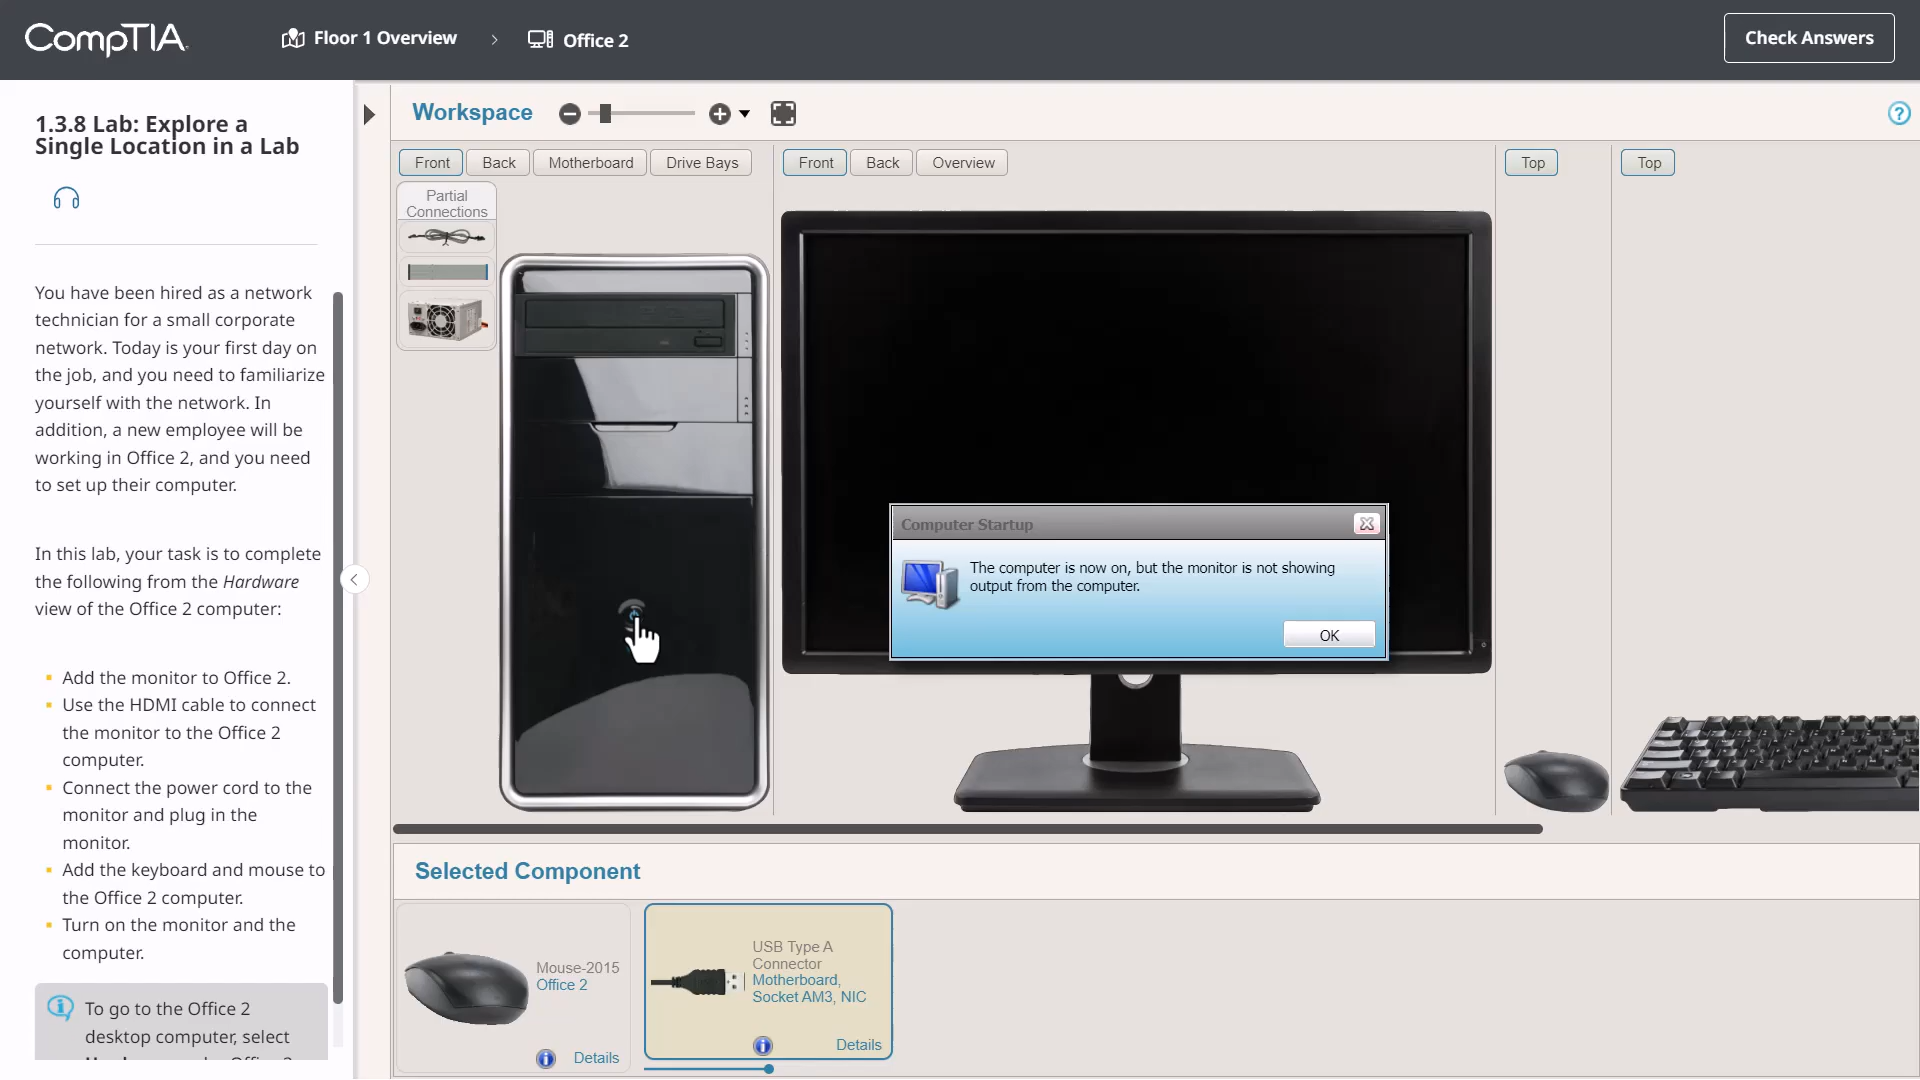 CompTIA
Floor 1 Overview
Office 2
Check Answers
1.3.8 Lab: Explore a
Single Location in a Lab
You have been hired as a network
technician for a small corporate
network. Today is your first day on
the job, and you need to familiarize
yourself with the network. In
addition, a new employee will be
working in Office 2, and you need
to set up their computer.
In this lab, your task is to complete
the following from the Hardware
view of the Office 2 computer:
Add the monitor to Office 2.
Use the HDMI cable to connect
the monitor to the Office 2
computer.
Connect the power cord to the
monitor and plug in the
monitor.
Add the keyboard and mouse to
the Office 2 computer.
Turn on the monitor and the
computer.
To go to the Office 2
desktop computer, select
Workspace
Front
Back
Motherboard
Drive Bays
Front
Back
Overview
Top
Top
Partial
Connections
Computer Startup
The computer is now on, but the monitor is not showing
output from the computer.
OK
Selected Component
Mouse-2015
Office 2
Details
USB Type A
Connector
Motherboard,
Socket AM3, NIC
Details